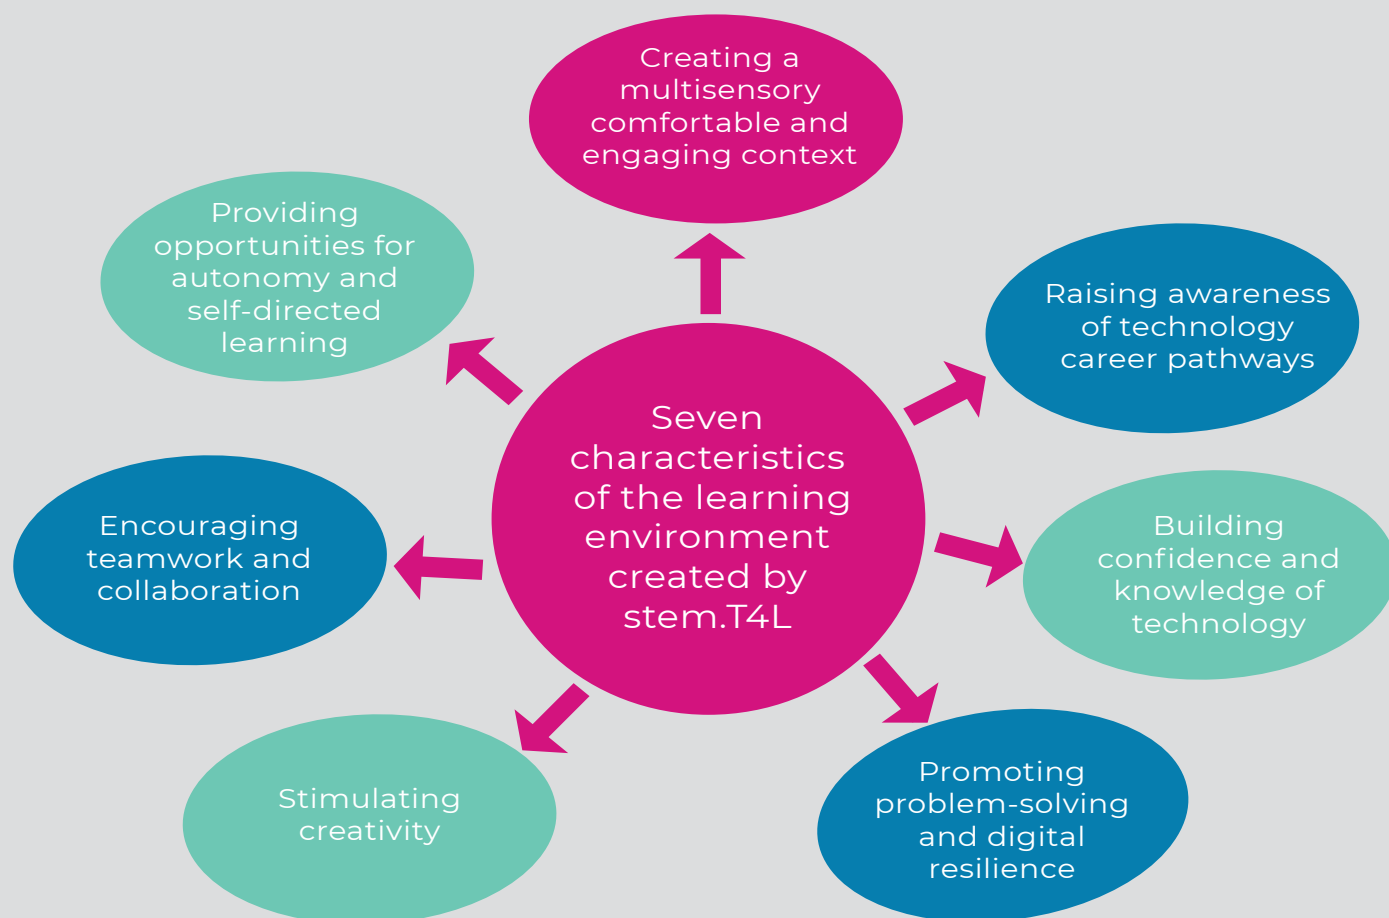 Creating a
multisensory
comfortable and
engaging context
Providing
opportunities for
autonomy and
self-directed
learning
Raising awareness
of technology
career pathways
Seven
characteristics
of the learning
environment
created by
stem.T4L
Encouraging
teamwork and
collaboration
Building
confidence and
knowledge of
technology
Stimulating
creativity
Promoting
problem-solving
and digital
resilience